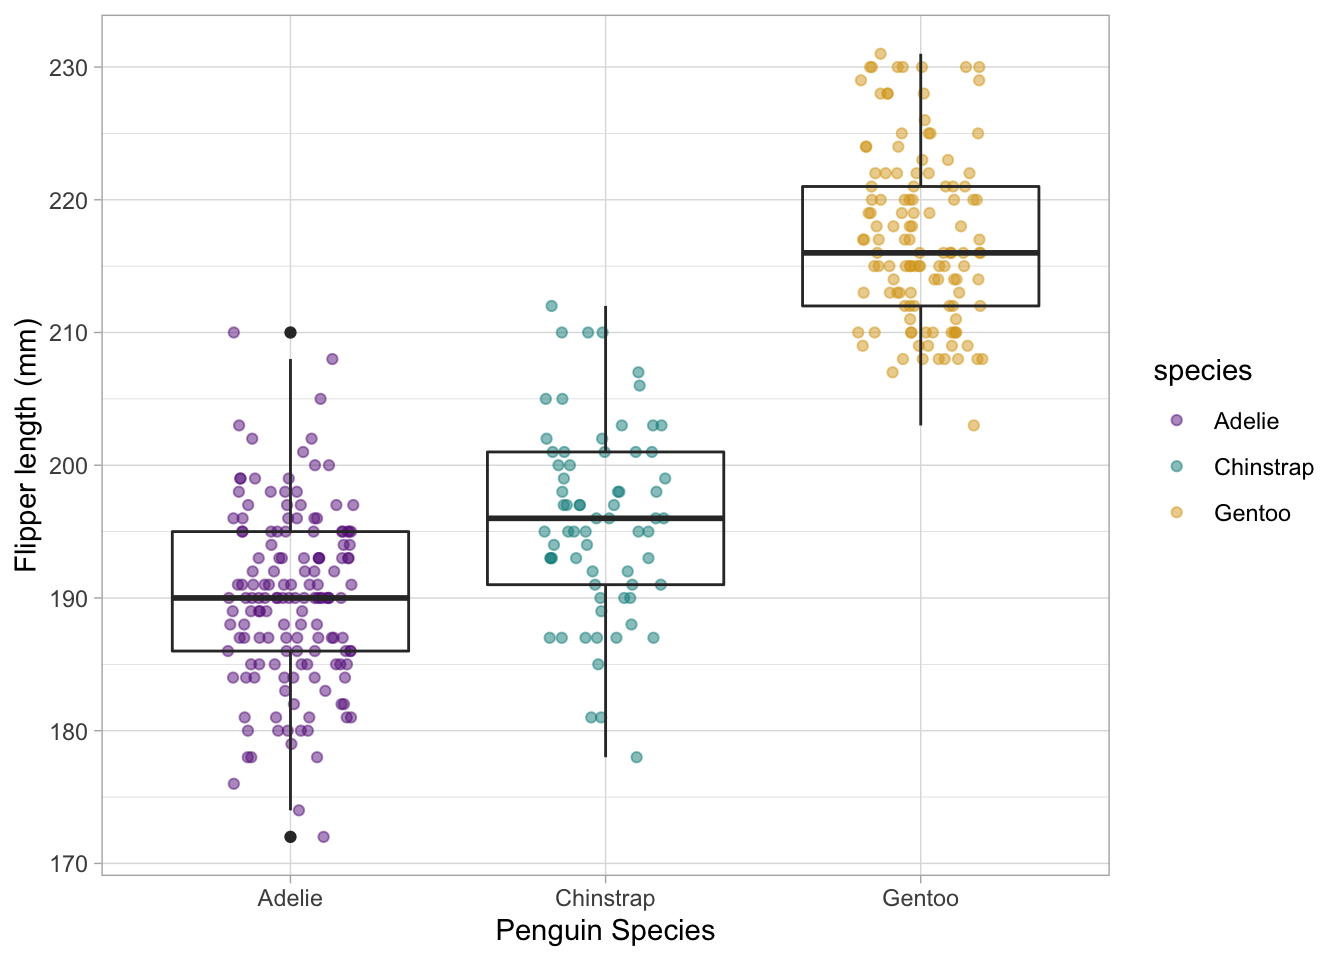 230
220
210
200
190
180
170
Flipper length (mm)
Adelie
Chinstrap
Gentoo
Penguin Species
species
Adelie
Chinstrap
Gentoo